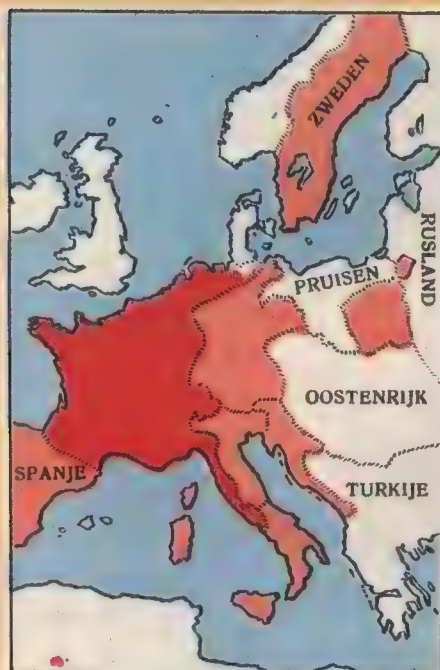 ZWEDEN
RUSLAND
PRUISEN
OOSTENRIJK
SPANJE
TURKIJE